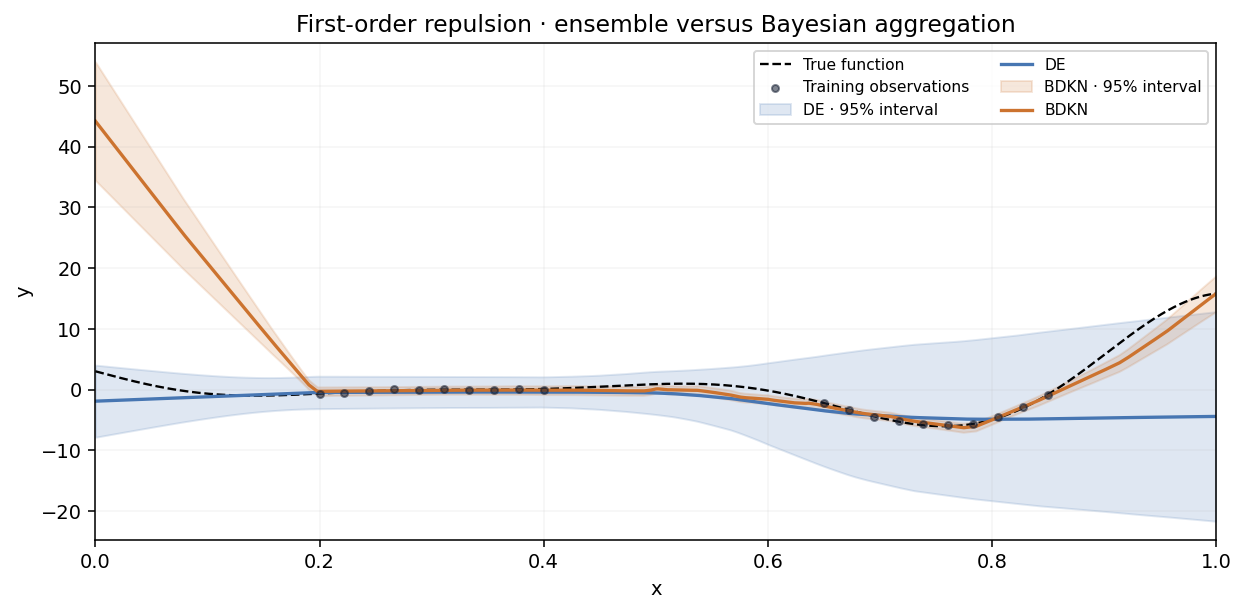 First-order repulsion · ensemble versus Bayesian aggregation
True function
Training observations
DE · 95% interval
DE
BDKN · 95% interval
BDKN
50
40
30
20
10
0
−10
−20
y
0.0 0.2 0.4 0.6 0.8 1.0
x